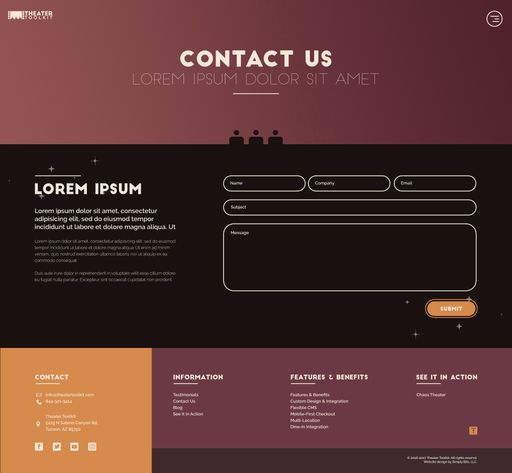 THEATER
TOOLKIT
CONTACT US
LOREM IPSUM DOLOR SIT AMET
LOREM IPSUM
Lorem ipsum dolor sit amet, consectetur
adipisicing elit, sed do eiusmod tempor
incididunt ut labore et dolore magna aliqua. Ut
Lorem ipsum dolor sit amet, consectetur adipisicing elit, sed do
eiusmod tempor incididunt ut labore et dolore magna aliqua. Ut enim ad minim
veniam, quis nostrud exercitation ullamco laboris nisi ut aliquip ex ea
commodo consequat.
Duis aute irure dolor in reprehenderit in voluptate velit esse cillum dolore
eu fugiat nulla pariatur. Excepteur sint occaecat cupidatat non proident.
Name
Company
Email
Subject
Message
SUBMIT
CONTACT
info@theatertoolkit.com
Theater Toolkit
5425 N Sabino Canyon Rd.
Tucson, AZ 85701
INFORMATION
Testimonials
Contact Us
Blog
See It In Action
FEATURES & BENEFITS
Features & Benefits
Custom Design & Integration
Flexible CMS
Mobile-First Checkout
Multi-Location
Dine-In Integration
SEE IT IN ACTION
Chaos Theater
© 2016-2017 Theater Toolkit. All rights reserved.
Website design by Simply Bits, LLC.